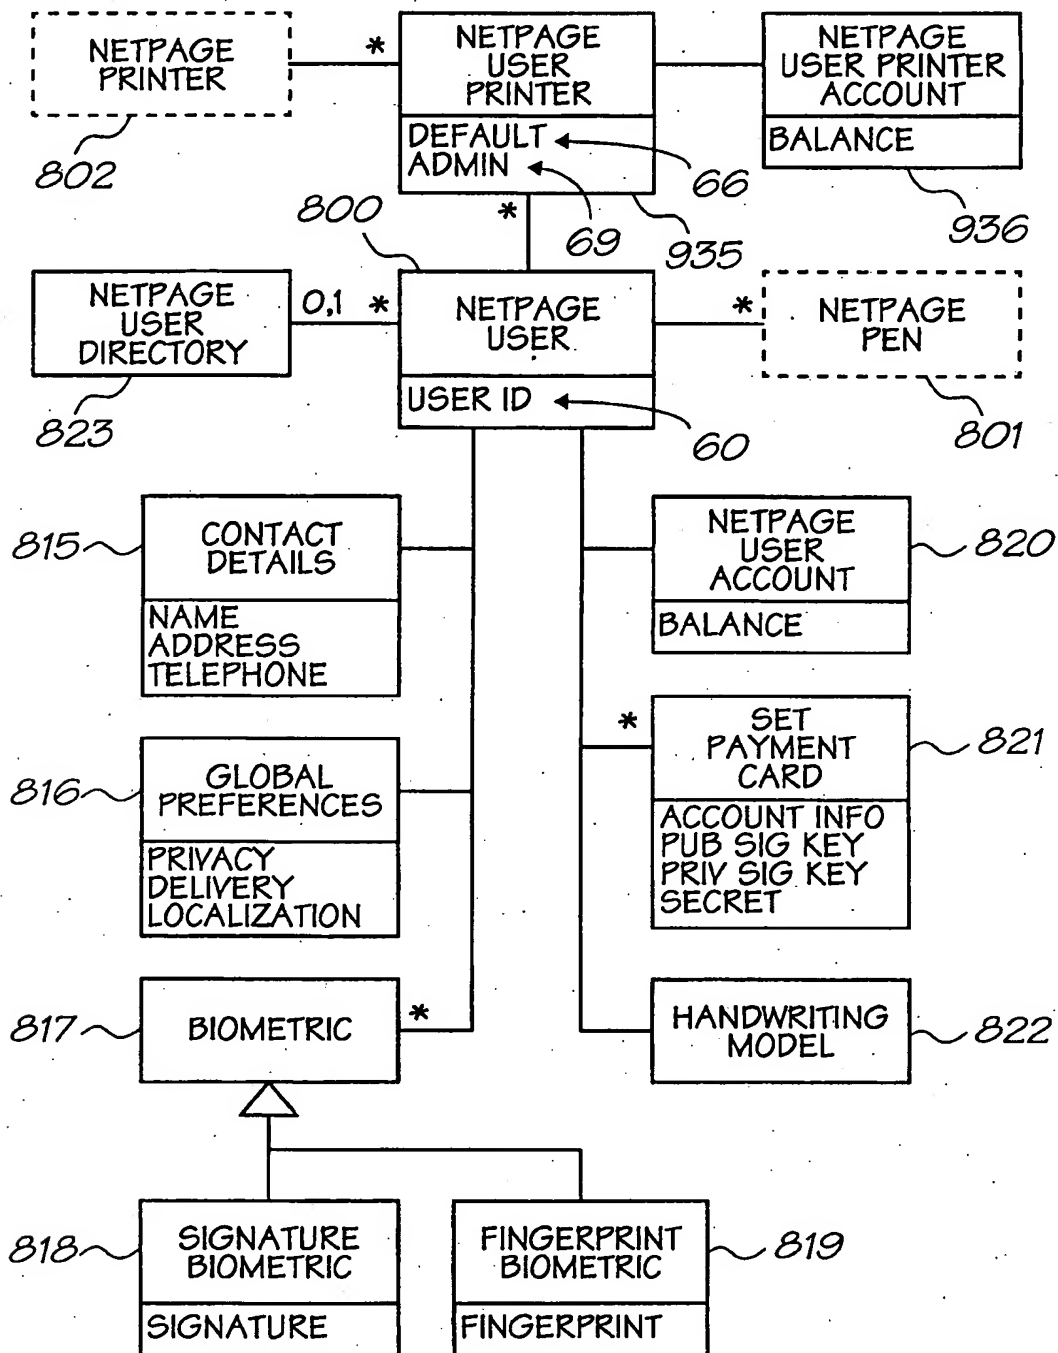 NETPAGE
PRINTER
802
*
NETPAGE
USER
PRINTER
DEFAULT
ADMIN
66
69
935
NETPAGE
USER PRINTER
ACCOUNT
BALANCE
936
*
800
NETPAGE
USER
DIRECTORY
823
0,1 *
NETPAGE
USER
USER ID
60
*
NETPAGE
PEN
801
815
CONTACT
DETAILS
NAME
ADDRESS
TELEPHONE
NETPAGE
USER
ACCOUNT
BALANCE
820
816
GLOBAL
PREFERENCES
PRIVACY
DELIVERY
LOCALIZATION
*
SET
PAYMENT
CARD
ACCOUNT INFO
PUB SIG KEY
PRIV SIG KEY
SECRET
821
817
BIOMETRIC
*
HANDWRITING
MODEL
822
818
SIGNATURE
BIOMETRIC
SIGNATURE
FINGERPRINT
BIOMETRIC
FINGERPRINT
819